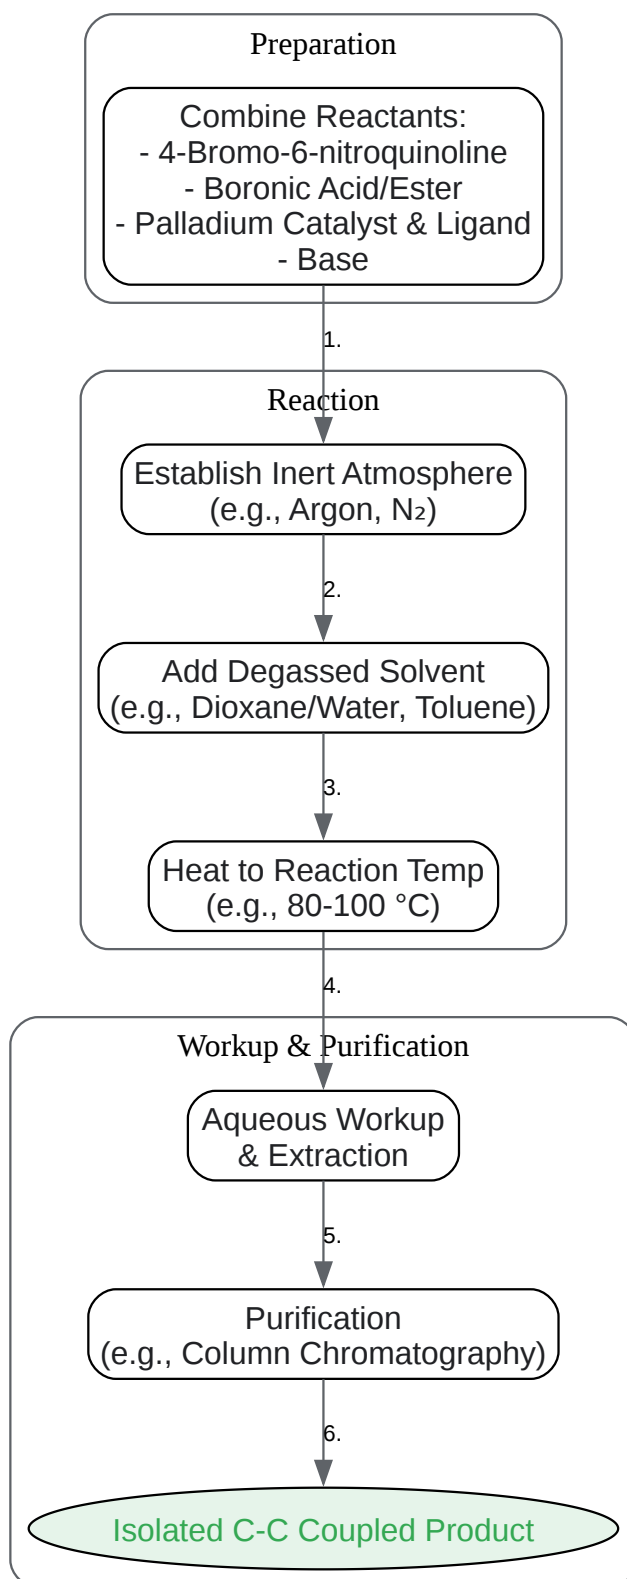 Preparation
Combine Reactants:
- 4-Bromo-6-nitroquinoline
- Boronic Acid/Ester
- Palladium Catalyst & Ligand
- Base
1.
Reaction
Establish Inert Atmosphere
(e.g., Argon, N₂)
2.
Add Degassed Solvent
(e.g., Dioxane/Water, Toluene)
3.
Heat to Reaction Temp
(e.g., 80-100 °C)
4.
Workup & Purification
Aqueous Workup
& Extraction
5.
Purification
(e.g., Column Chromatography)
6.
Isolated C-C Coupled Product